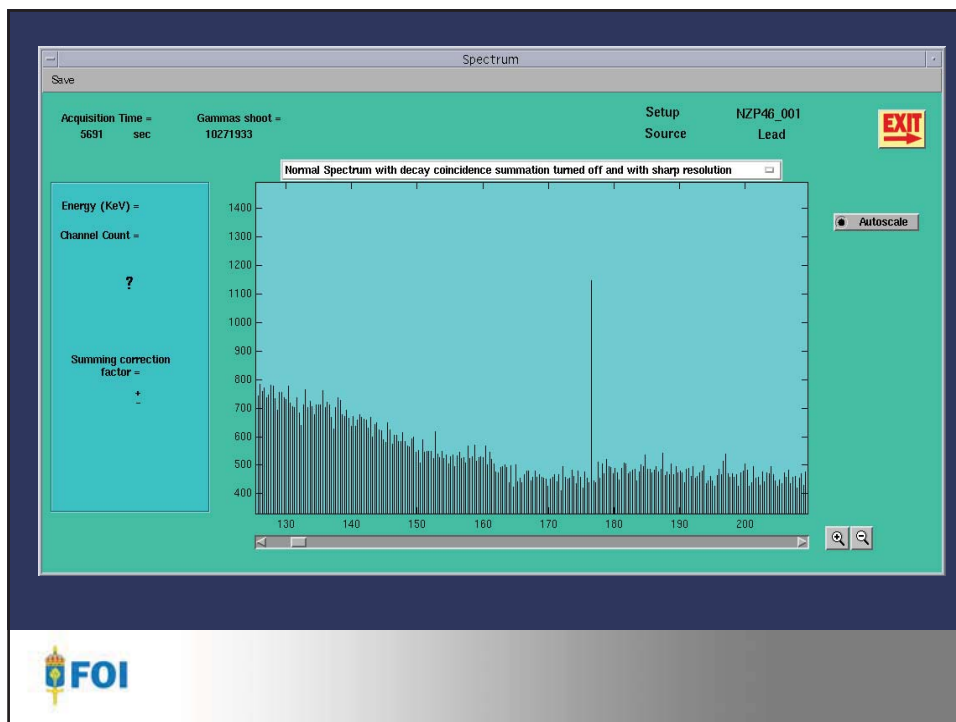 Spectrum
Save
Acquisition Time =
5691 sec
Gammas shoot =
10271933
Setup NZP46_001
Source Lead
EXIT
Normal Spectrum with decay coincidence summation turned off and with sharp resolution
Energy (KeV) =
Channel Count =
?
Summing correction
factor =
+
-
1400
1300
1200
1100
1000
900
800
700
600
500
400
130 140 150 160 170 180 190 200
Autoscale
FOI